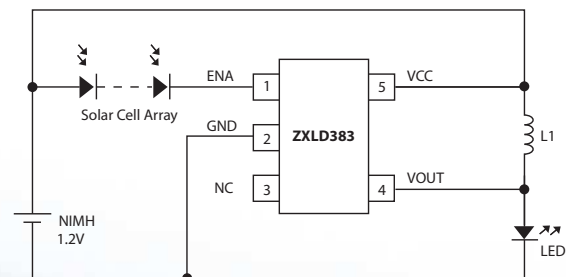 ENA
1
5
VCC
Solar Cell Array
GND
2
ZXLD383
L1
NC
3
4
VOUT
NIMH
1.2V
LED